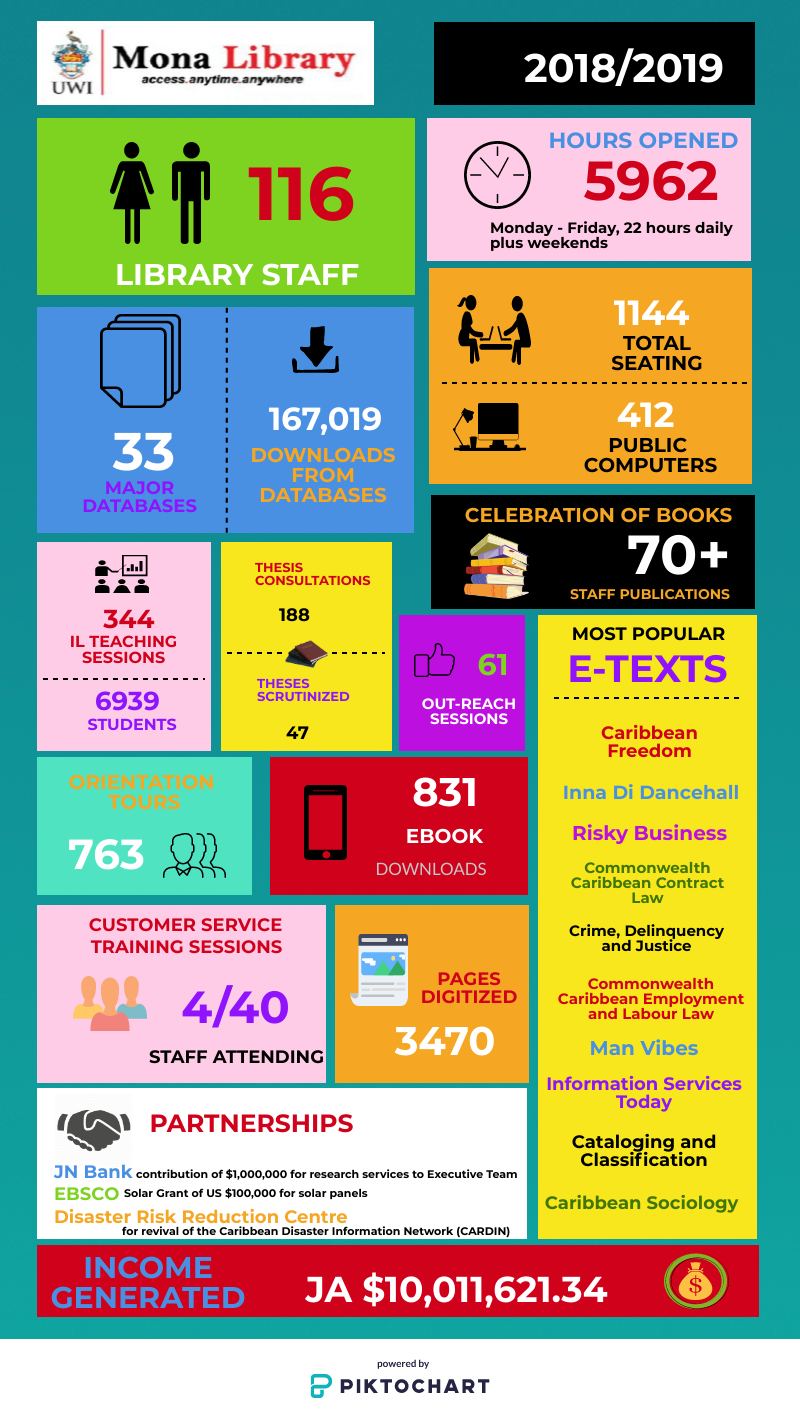 UWI
Mona Library
access.anytime.anywhere
2018/2019
116
LIBRARY STAFF
HOURS OPENED
5962
Monday - Friday, 22 hours daily
plus weekends
33
MAJOR
DATABASES
167,019
DOWNLOADS
FROM
DATABASES
1144
TOTAL
SEATING
412
PUBLIC
COMPUTERS
CELEBRATION OF BOOKS
70+
STAFF PUBLICATIONS
344
IL TEACHING
SESSIONS
6939
STUDENTS
THESIS
CONSULTATIONS
188
THESES
SCRUTINIZED
47
61
OUT-REACH
SESSIONS
MOST POPULAR
E-TEXTS
Caribbean
Freedom
Inna Di Dancehall
Risky Business
Commonwealth
Caribbean Contract
Law
Crime, Delinquency
and Justice
Commonwealth
Caribbean Employment
and Labour Law
Man Vibes
Information Services
Today
Cataloging and
Classification
Caribbean Sociology
ORIENTATION
TOURS
763
831
EBOOK
DOWNLOADS
CUSTOMER SERVICE
TRAINING SESSIONS
4/40
STAFF ATTENDING
PAGES
DIGITIZED
3470
PARTNERSHIPS
JN Bank contribution of $1,000,000 for research services to Executive Team
EBSCO Solar Grant of US $100,000 for solar panels
Disaster Risk Reduction Centre
for revival of the Caribbean Disaster Information Network (CARDIN)
INCOME
GENERATED
JA $10,011,621.34
$
powered by
PIKTOCHART